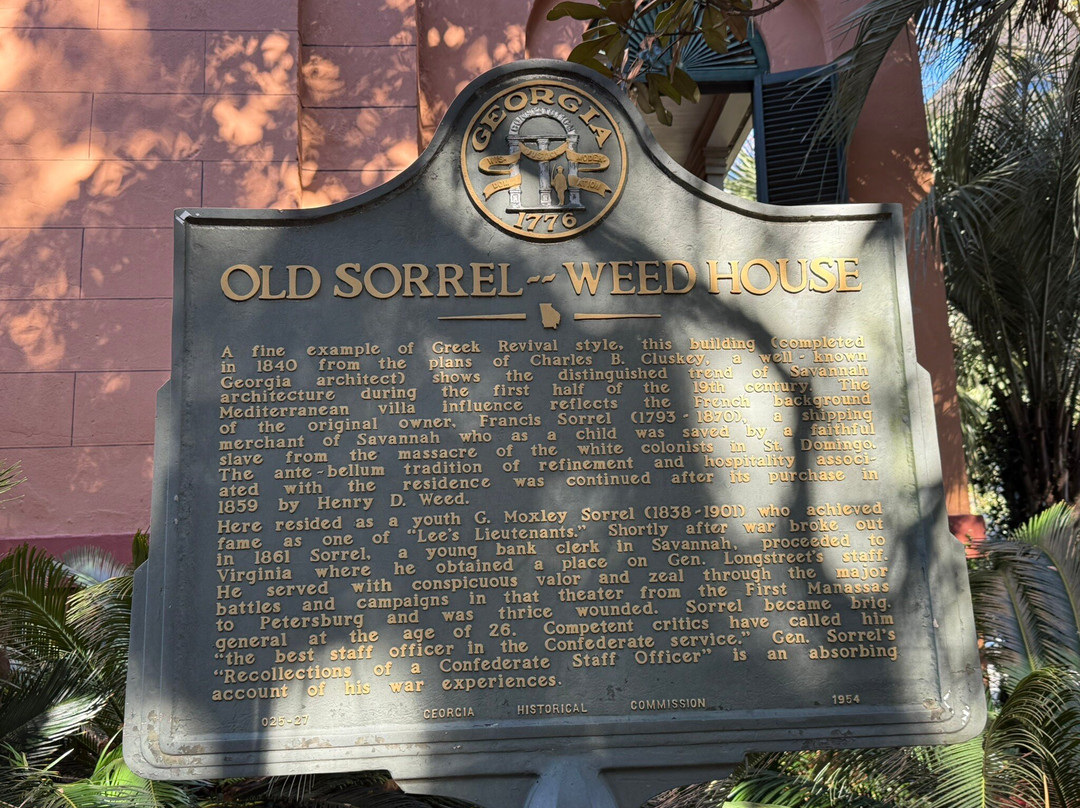 GEORGIA
1776
OLD SORREL -- WEED HOUSE
A fine example of Greek Revival style, this building (completed
in 1840 from the plans of Charles B. Cluskey, a well-known
Georgia architect) shows the distinguished trend of Savannah
architecture during the first half of the 19th century. The
Mediterranean villa influence reflects the French background
of the original owner, Francis Sorrel (1793-1870), a shipping
merchant of Savannah who as a child was saved by a faithful
slave from the massacre of the white colonists in St. Domingo.
The ante-bellum tradition of refinement and hospitality associ-
ated with the residence was continued after its purchase in
1859 by Henry D. Weed.
Here resided as a youth G. Moxley Sorrel (1838-1901) who achieved
fame as one of "Lee's Lieutenants." Shortly after war broke out
in 1861 Sorrel, a young bank clerk in Savannah, proceeded to
Virginia where he obtained a place on Gen. Longstreet's staff.
He served with conspicuous valor and zeal through the major
battles and campaigns in that theater from the First Manassas
to Petersburg and was thrice wounded. Sorrel became brig.
general at the age of 26. Competent critics have called him
"the best staff officer in the Confederate service." Gen. Sorrel's
"Recollections of a Confederate Staff Officer" is an absorbing
account of his war experiences.
025-27 GEORGIA HISTORICAL COMMISSION 1954